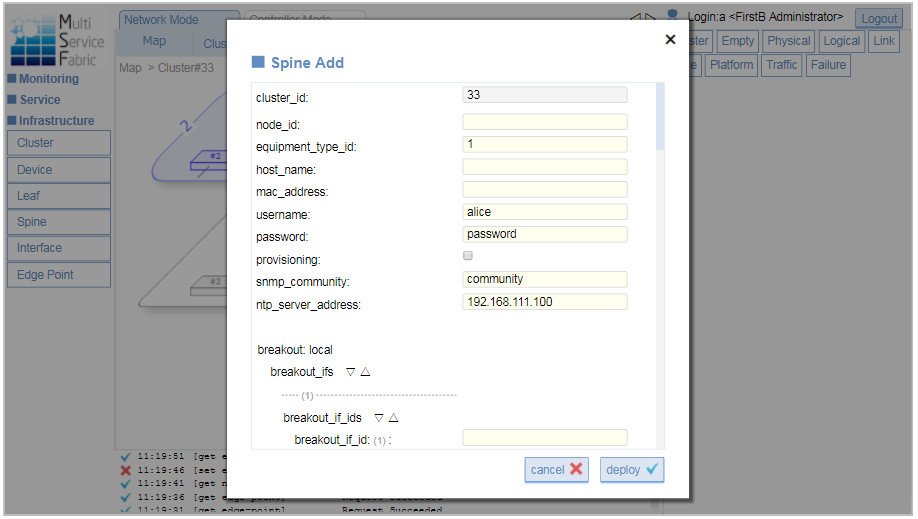 Multi
Service
Fabric
Network Mode
Controller Mode
Login:a <FirstB Administrator>
Logout
Map
Empty
Physical
Logical
Link
Platform
Traffic
Failure
Map > Cluster#33
Monitoring
Service
Infrastructure
Cluster
Device
Leaf
Spine
Interface
Edge Point
2
#2
#2
Spine Add
cluster_id: 33
node_id:
equipment_type_id: 1
host_name:
mac_address:
username: alice
password: password
provisioning:
snmp_community: community
ntp_server_address: 192.168.111.100
breakout: local
breakout_ifs ▽ △
----- (1) -------------------------------------
breakout_if_ids ▽ △
breakout_if_id: (1) :
cancel
deploy
11:19:51 [get
11:19:46 [set
11:19:41 [get
11:19:36 [get edge-point] Request Succeeded
11:19:31 [get edge-point] Request Succeeded